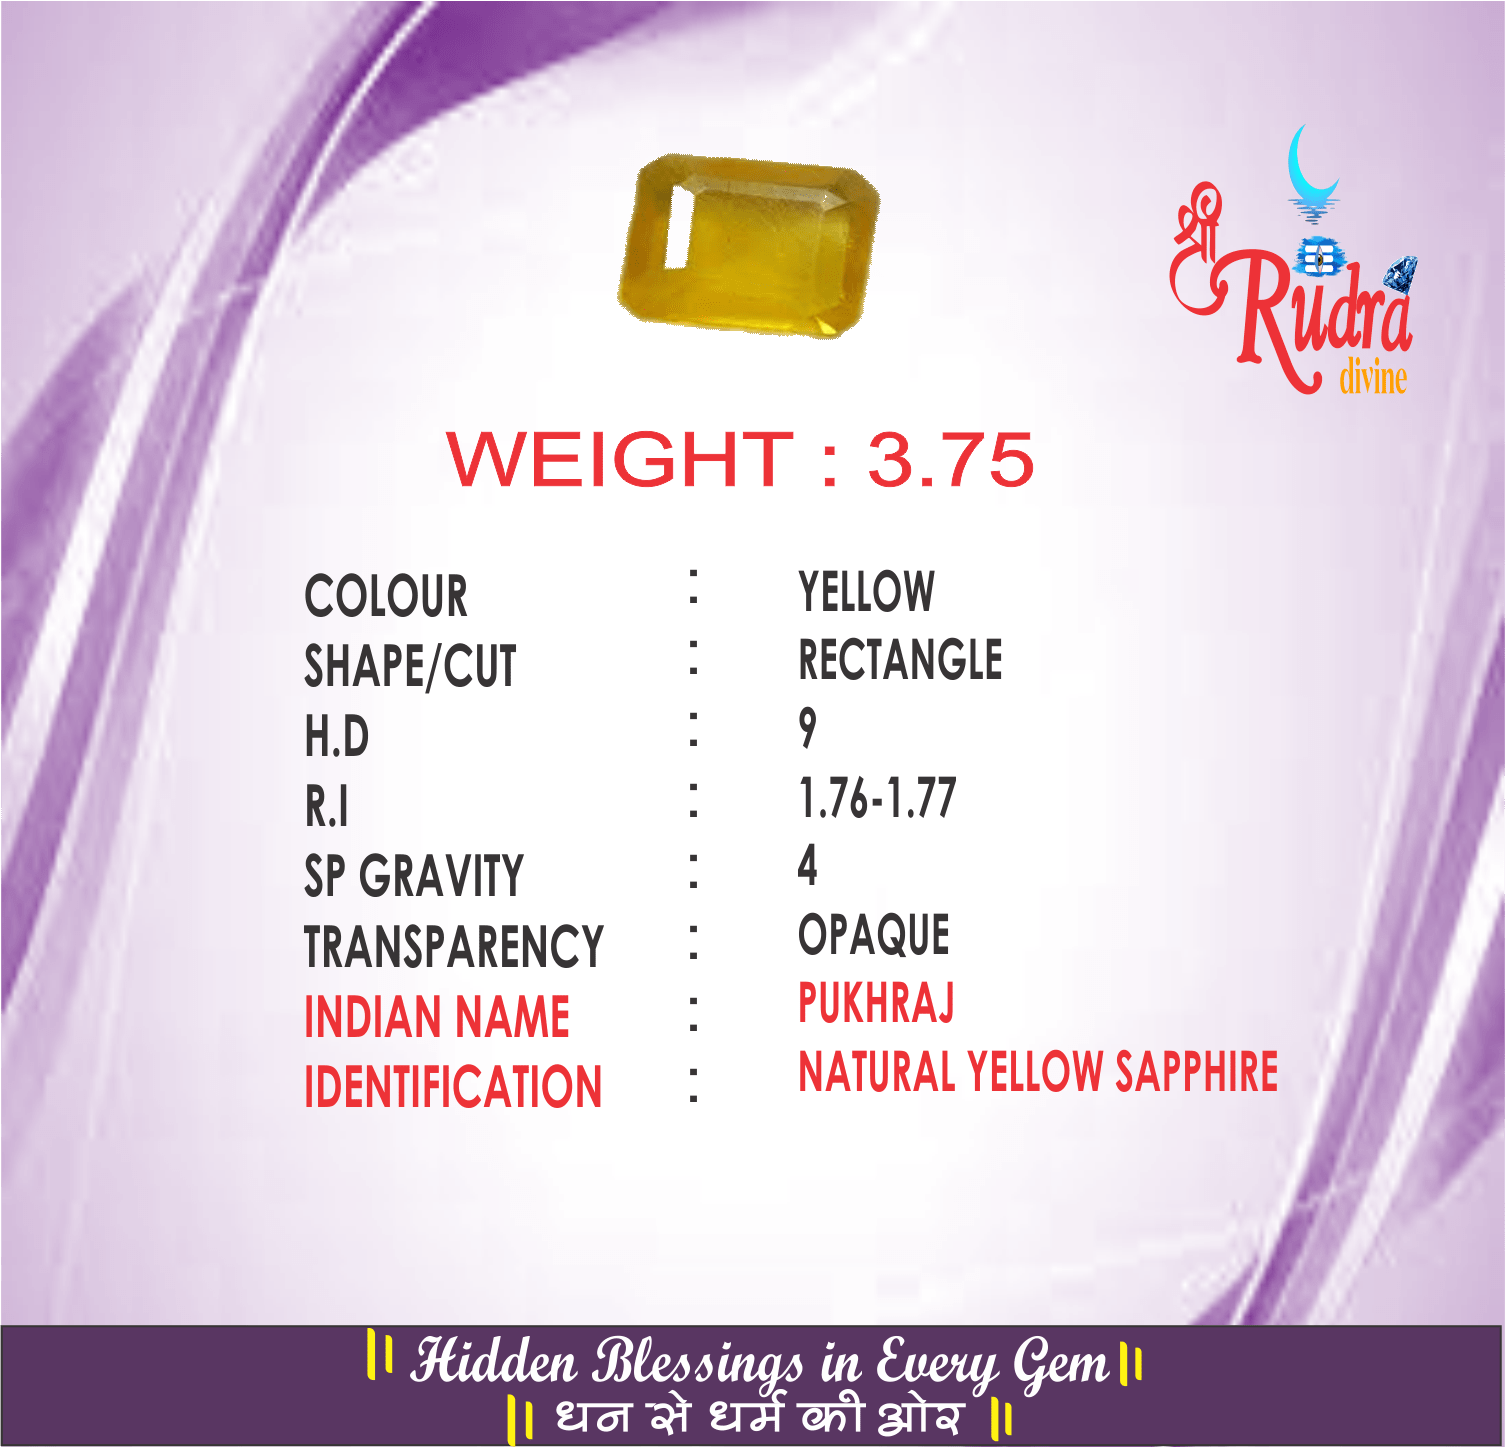 श्री
Rudra
divine
WEIGHT : 3.75
COLOUR : YELLOW
SHAPE/CUT : RECTANGLE
H.D : 9
R.I : 1.76-1.77
SP GRAVITY : 4
TRANSPARENCY : OPAQUE
INDIAN NAME : PUKHRAJ
IDENTIFICATION : NATURAL YELLOW SAPPHIRE
|| Hidden Blessings in Every Gem ||
|| धन से धर्म की ओर ||